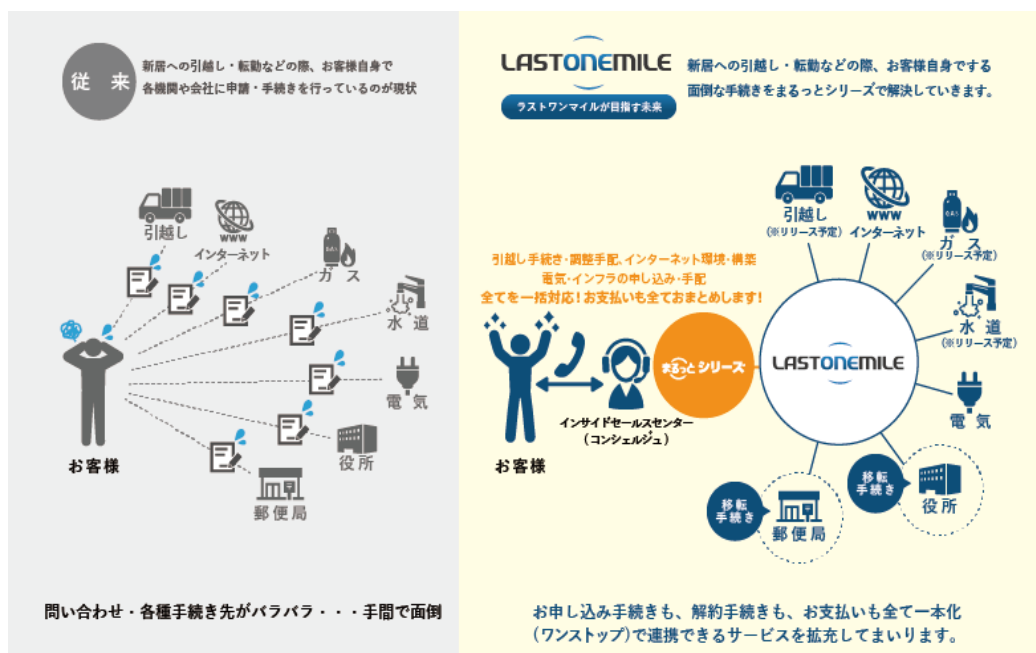 従来
新居への引越し・転勤などの際、お客様自身で
各機関や会社に申請・手続きを行っているのが現状
引越し
WWW
インターネット
GAS
ガス
水道
電気
役所
郵便局
お客様
問い合わせ・各種手続き先がバラバラ・・・手間で面倒
LASTONEMILE
ラストワンマイルが目指す未来
新居への引越し・転勤などの際、お客様自身でする
面倒な手続きをまるっとシリーズで解決していきます。
引越し
(※リリース予定)
WWW
インターネット
GAS
ガス
(※リリース予定)
引越し手続き・調整手配、インターネット環境・構築
電気・インフラの申し込み・手配
全てを一括対応!お支払いも全ておまとめします!
水道
(※リリース予定)
まるっとシリーズ
LASTONEMILE
電気
インサイドセールスセンター
(コンシェルジュ)
お客様
移転
手続き
役所
移転
手続き
郵便局
お申し込み手続きも、解約手続きも、お支払いも全て一本化
(ワンストップ)で連携できるサービスを拡充してまいります。